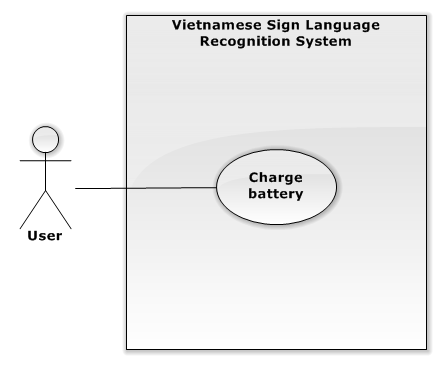 Vietnamese Sign Language
Recognition System
Charge
battery
User